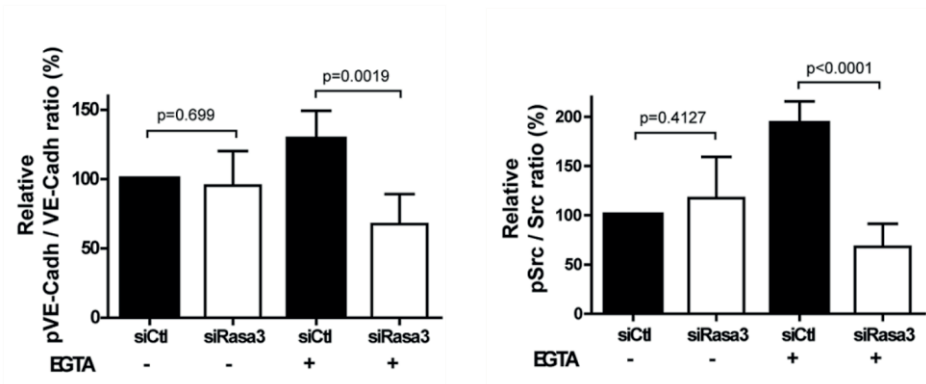 Relative
pVE-Cadh / VE-Cadh ratio (%)
150
100
50
0
p=0.699
p=0.0019
siCtl
siRasa3
siCtl
siRasa3
EGTA - - + +
Relative
pSrc / Src ratio (%)
200
150
100
50
0
p=0.4127
p<0.0001
siCtl
siRasa3
siCtl
siRasa3
EGTA - - + +